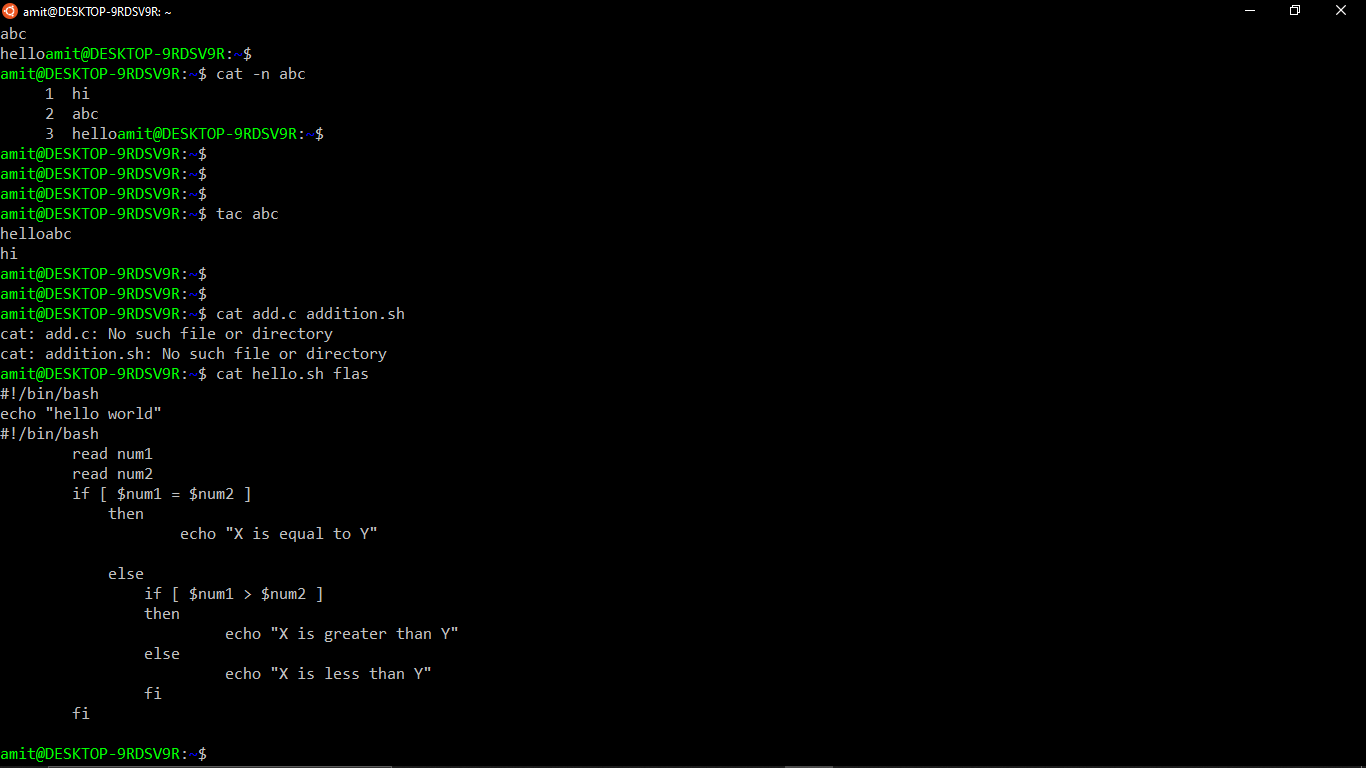 amit@DESKTOP-9RDSV9R: ~
abc
helloamit@DESKTOP-9RDSV9R:~$
amit@DESKTOP-9RDSV9R:~$ cat -n abc
     1  hi
     2  abc
     3  helloamit@DESKTOP-9RDSV9R:~$
amit@DESKTOP-9RDSV9R:~$
amit@DESKTOP-9RDSV9R:~$
amit@DESKTOP-9RDSV9R:~$
amit@DESKTOP-9RDSV9R:~$ tac abc
helloabc
hi
amit@DESKTOP-9RDSV9R:~$
amit@DESKTOP-9RDSV9R:~$
amit@DESKTOP-9RDSV9R:~$ cat add.c addition.sh
cat: add.c: No such file or directory
cat: addition.sh: No such file or directory
amit@DESKTOP-9RDSV9R:~$ cat hello.sh flas
#!/bin/bash
echo "hello world"
#!/bin/bash
        read num1
        read num2
        if [ $num1 = $num2 ]
            then
                    echo "X is equal to Y"

            else
                if [ $num1 > $num2 ]
                then
                         echo "X is greater than Y"
                else
                         echo "X is less than Y"
                fi
        fi

amit@DESKTOP-9RDSV9R:~$